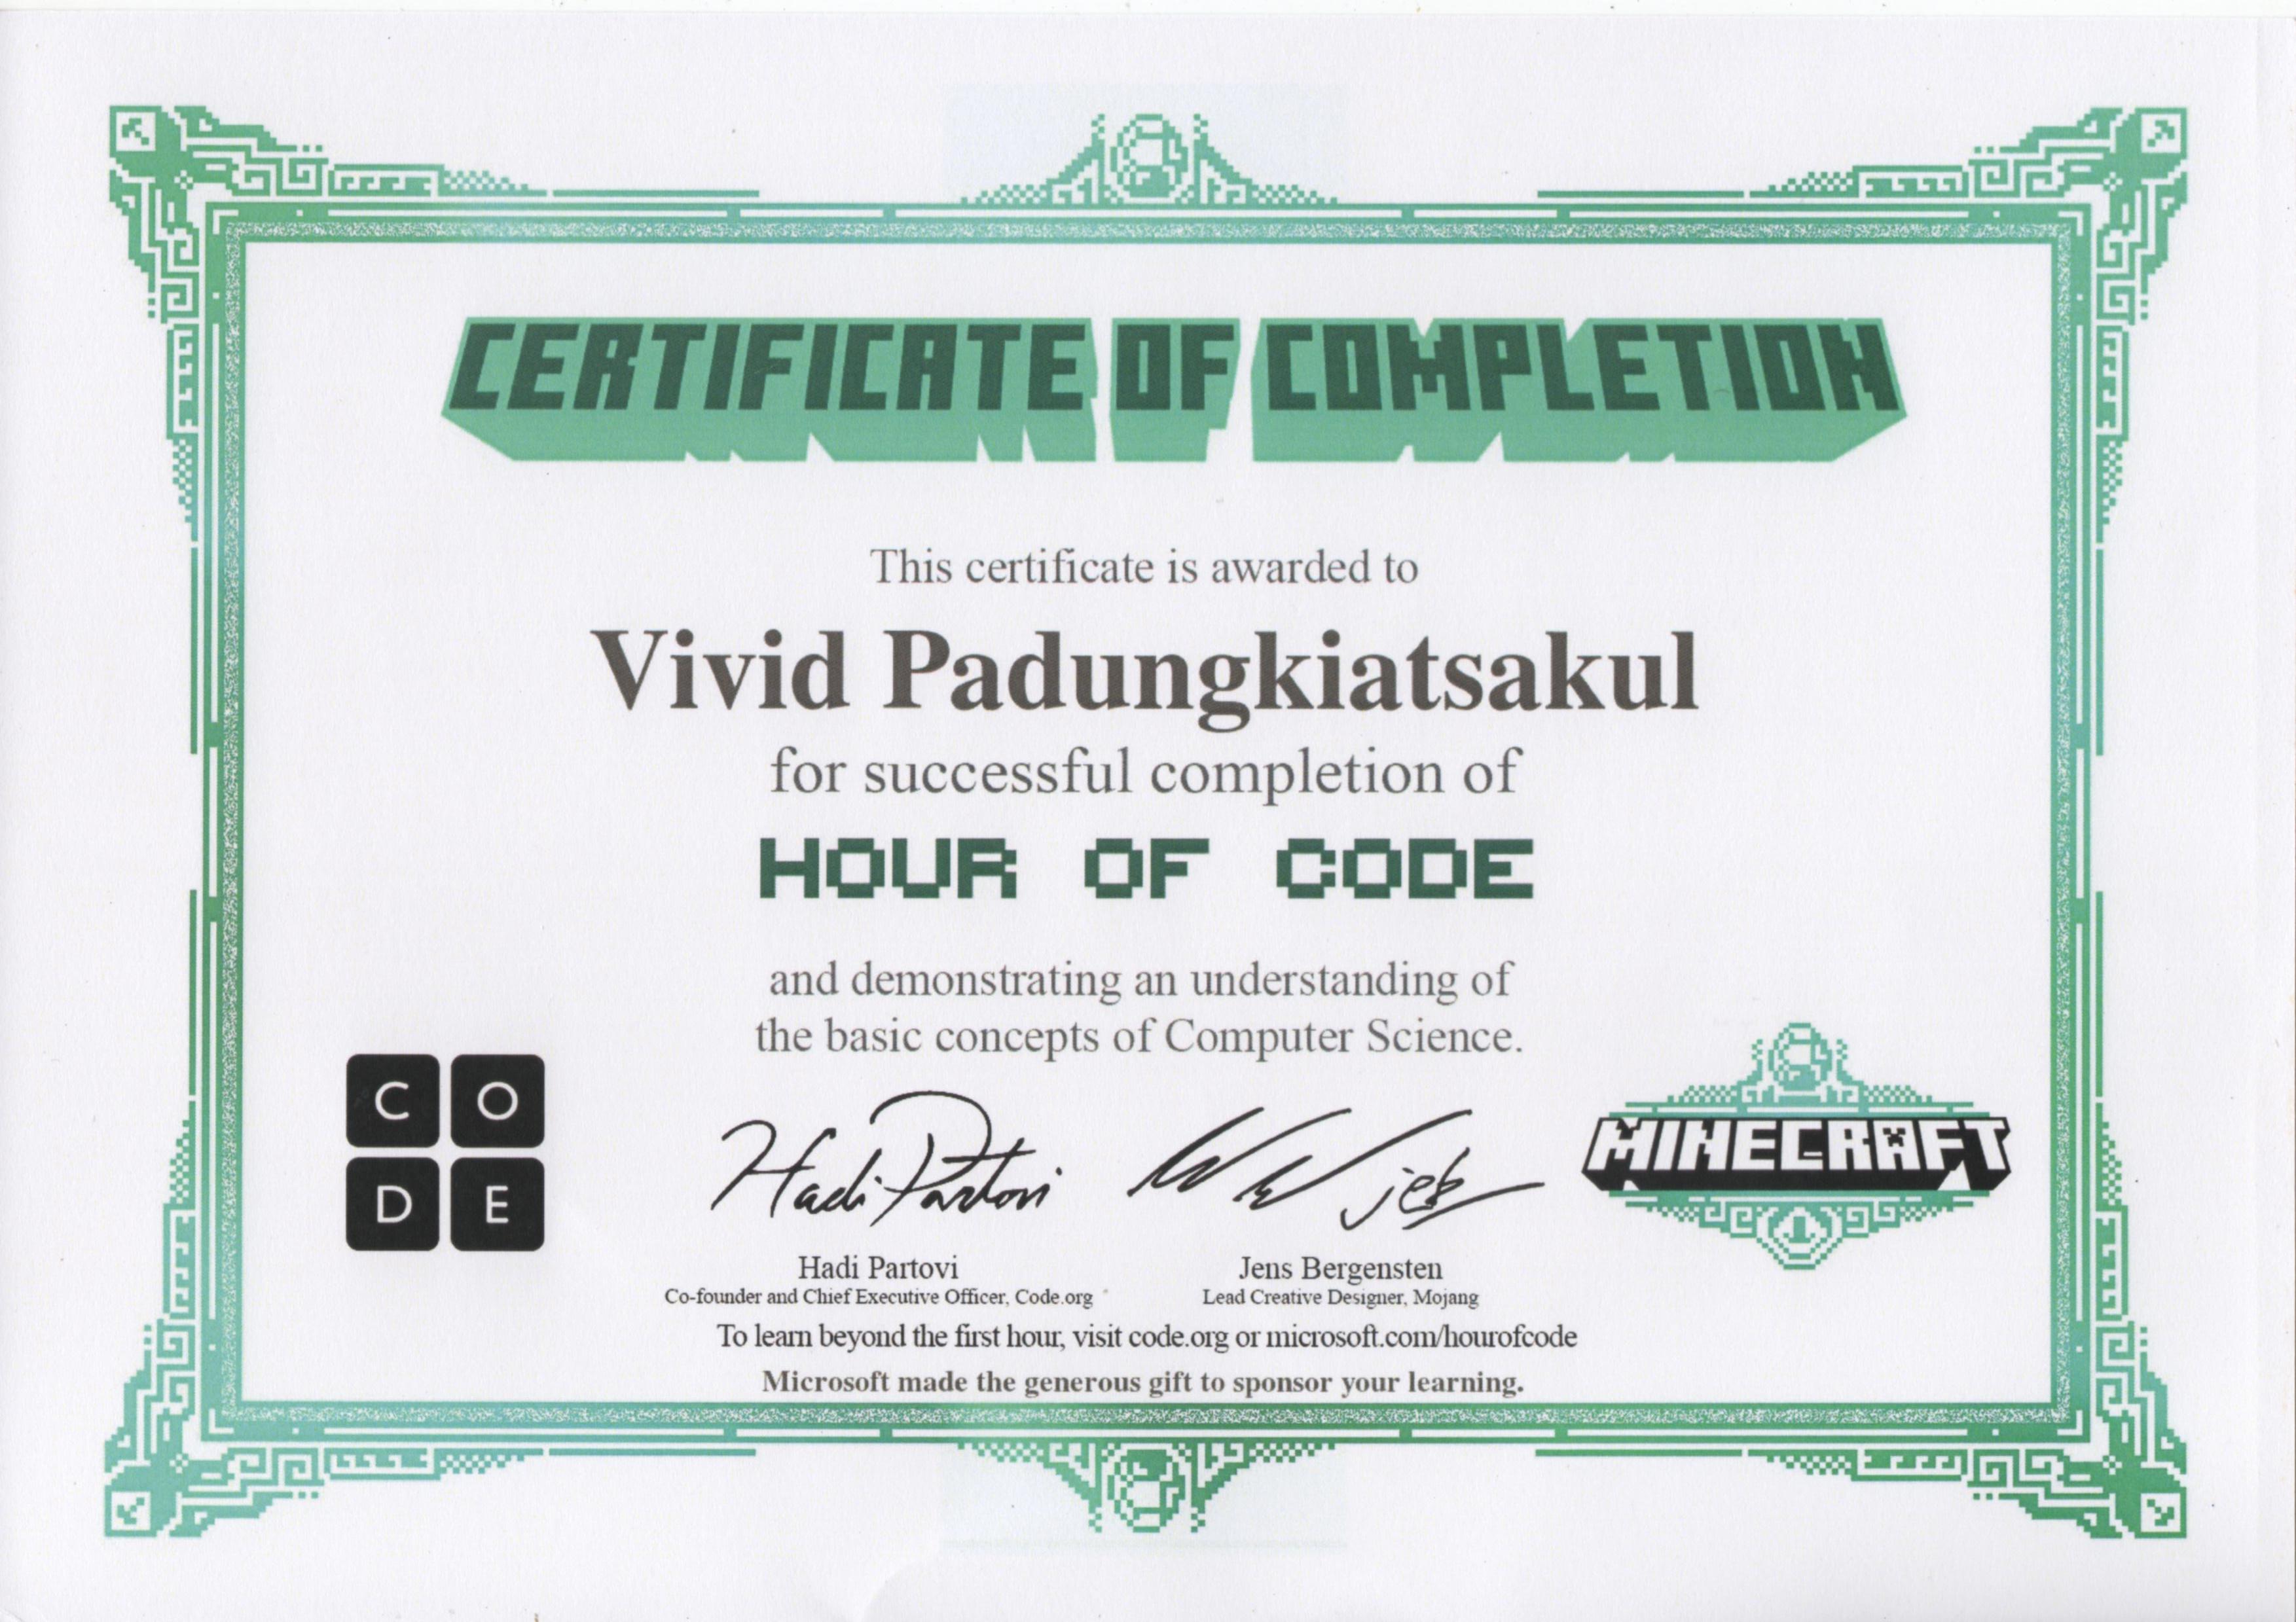 CERTIFICATE OF COMPLETION
This certificate is awarded to
Vivid Padungkiatsakul
for successful completion of
HOUR OF CODE
and demonstrating an understanding of
the basic concepts of Computer Science.
C O
D E
Hadi Partovi
jeb
MINECRAFT
Hadi Partovi
Co-founder and Chief Executive Officer, Code.org
Jens Bergensten
Lead Creative Designer, Mojang
To learn beyond the first hour, visit code.org or microsoft.com/hourofcode
Microsoft made the generous gift to sponsor your learning.